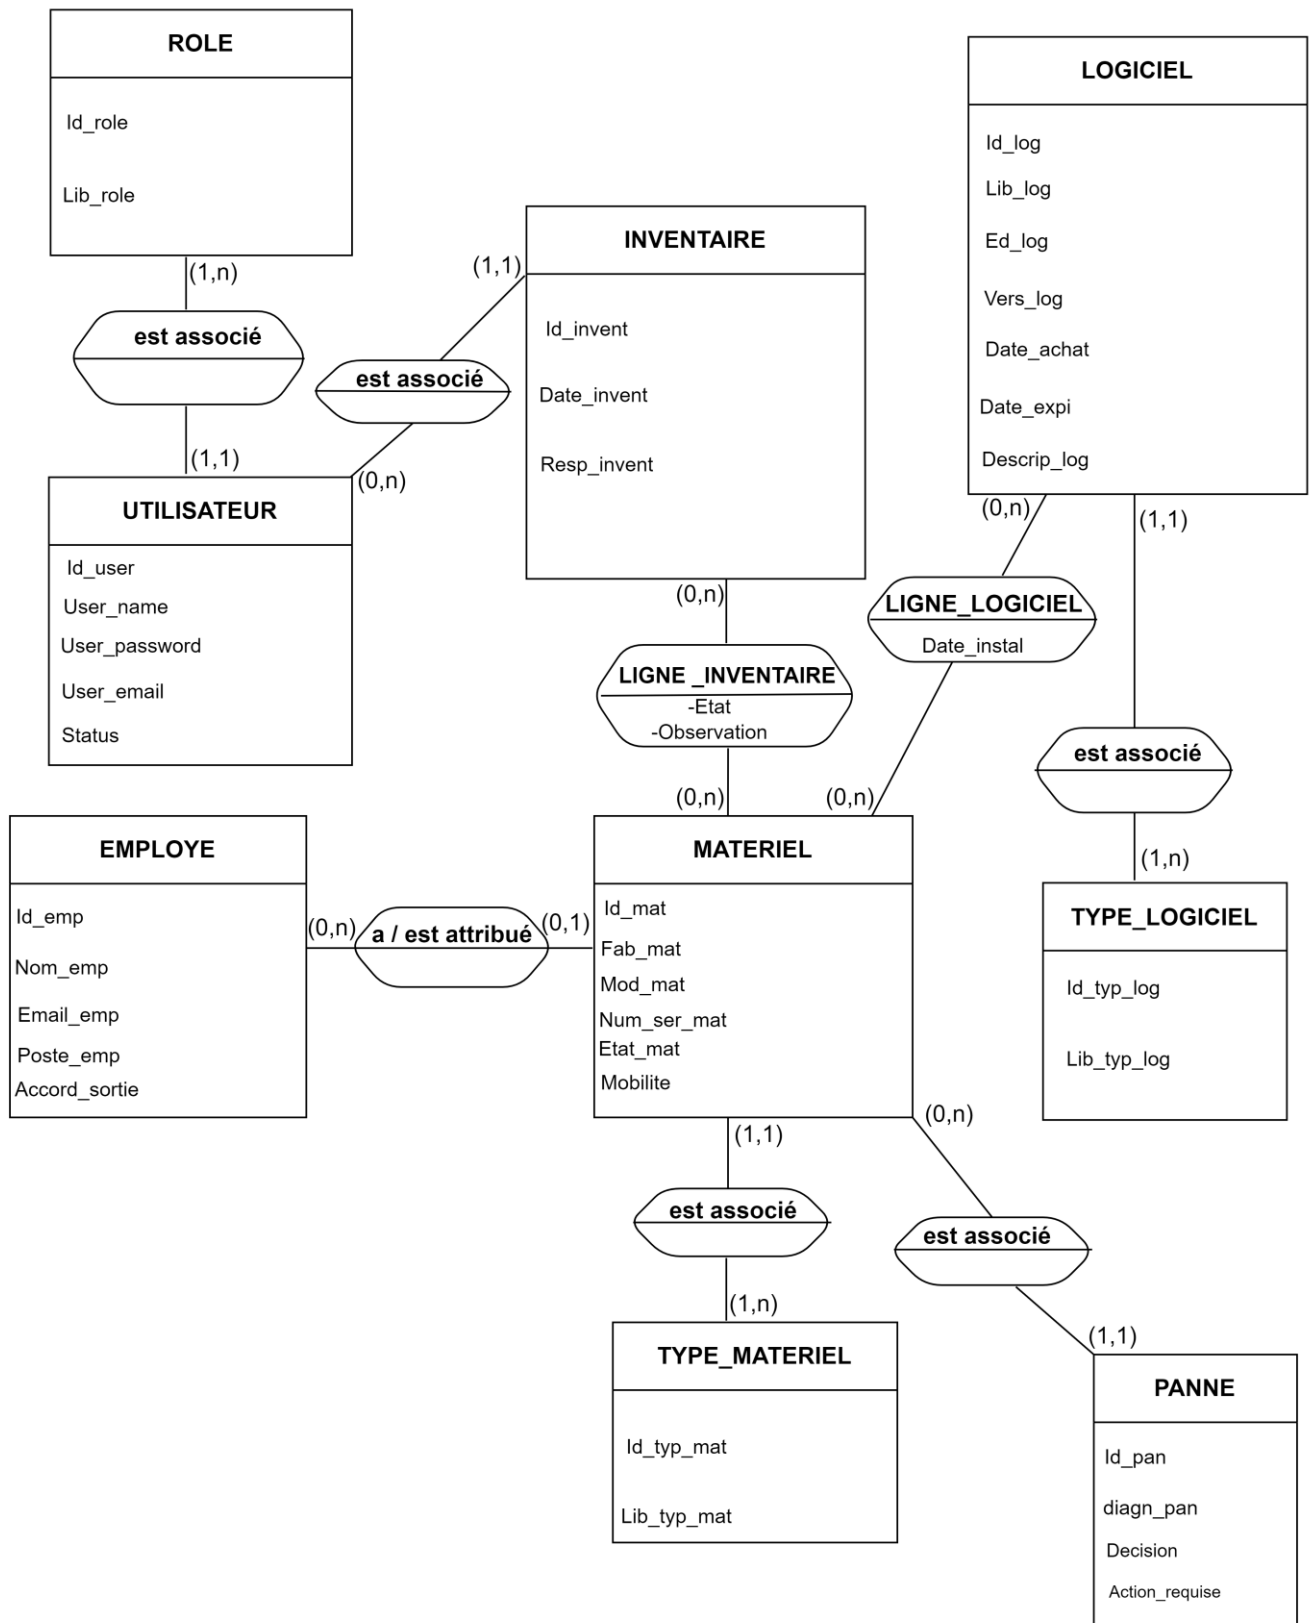 ROLE
Id_role
Lib_role
(1,n)
est associé
(1,1)
UTILISATEUR
Id_user
User_name
User_password
User_email
Status
(0,n)
est associé
(1,1)
INVENTAIRE
Id_invent
Date_invent
Resp_invent
(0,n)
LIGNE _INVENTAIRE
-Etat
-Observation
(0,n)
LOGICIEL
Id_log
Lib_log
Ed_log
Vers_log
Date_achat
Date_expi
Descrip_log
(0,n)
LIGNE_LOGICIEL
Date_instal
(0,n)
(1,1)
est associé
(1,n)
TYPE_LOGICIEL
Id_typ_log
Lib_typ_log
EMPLOYE
Id_emp
Nom_emp
Email_emp
Poste_emp
Accord_sortie
(0,n)
a / est attribué
(0,1)
MATERIEL
Id_mat
Fab_mat
Mod_mat
Num_ser_mat
Etat_mat
Mobilite
(1,1)
est associé
(1,n)
TYPE_MATERIEL
Id_typ_mat
Lib_typ_mat
(0,n)
est associé
(1,1)
PANNE
Id_pan
diagn_pan
Decision
Action_requise